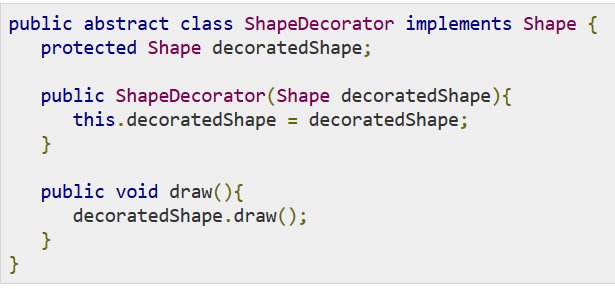 public abstract class ShapeDecorator implements Shape {
   protected Shape decoratedShape;

   public ShapeDecorator(Shape decoratedShape){
      this.decoratedShape = decoratedShape;
   }

   public void draw(){
      decoratedShape.draw();
   }
}